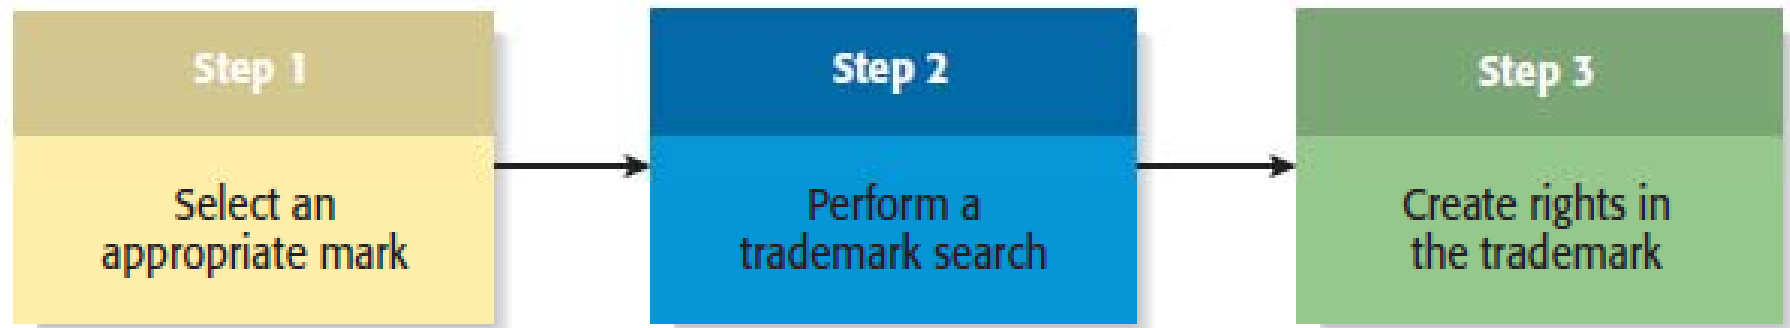 Step 1
Select an
appropriate mark
Step 2
Perform a
trademark search
Step 3
Create rights in
the trademark